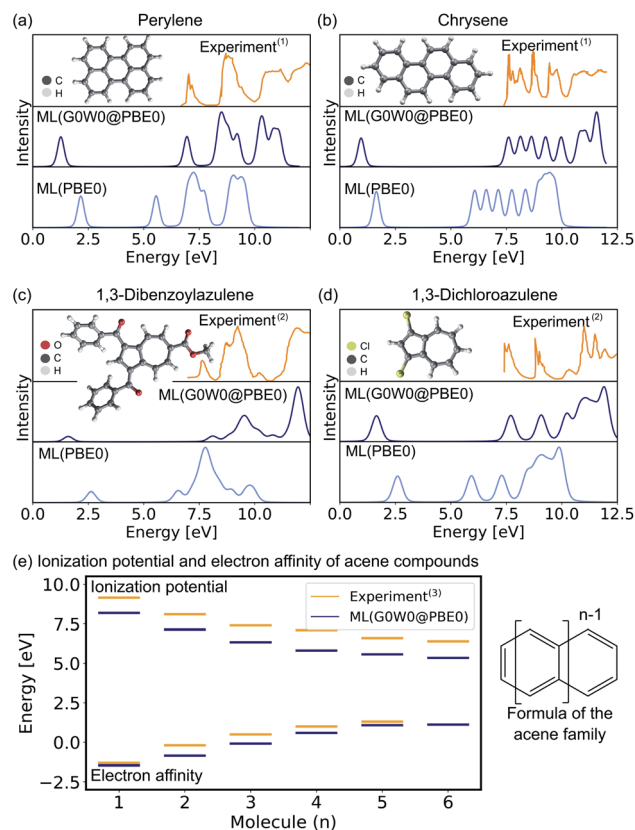 (a) Perylene
Experiment(1)
C
H
ML(G0W0@PBE0)
ML(PBE0)
Intensity
0.0 2.5 5.0 7.5 10.0
Energy [eV]
(b) Chrysene
Experiment(1)
C
H
ML(G0W0@PBE0)
ML(PBE0)
Intensity
0.0 2.5 5.0 7.5 10.0 12.5
Energy [eV]
(c) 1,3-Dibenzoylazulene
Experiment(2)
O
C
H
ML(G0W0@PBE0)
ML(PBE0)
Intensity
0.0 2.5 5.0 7.5 10.0
Energy [eV]
(d) 1,3-Dichloroazulene
Experiment(2)
Cl
C
H
ML(G0W0@PBE0)
ML(PBE0)
Intensity
0.0 2.5 5.0 7.5 10.0 12.5
Energy [eV]
(e) Ionization potential and electron affinity of acene compounds
10.0
7.5
5.0
2.5
0.0
−2.5
Energy [eV]
Ionization potential
Experiment(3)
ML(G0W0@PBE0)
Electron affinity
1 2 3 4 5 6
Molecule (n)
n-1
Formula of the
acene family